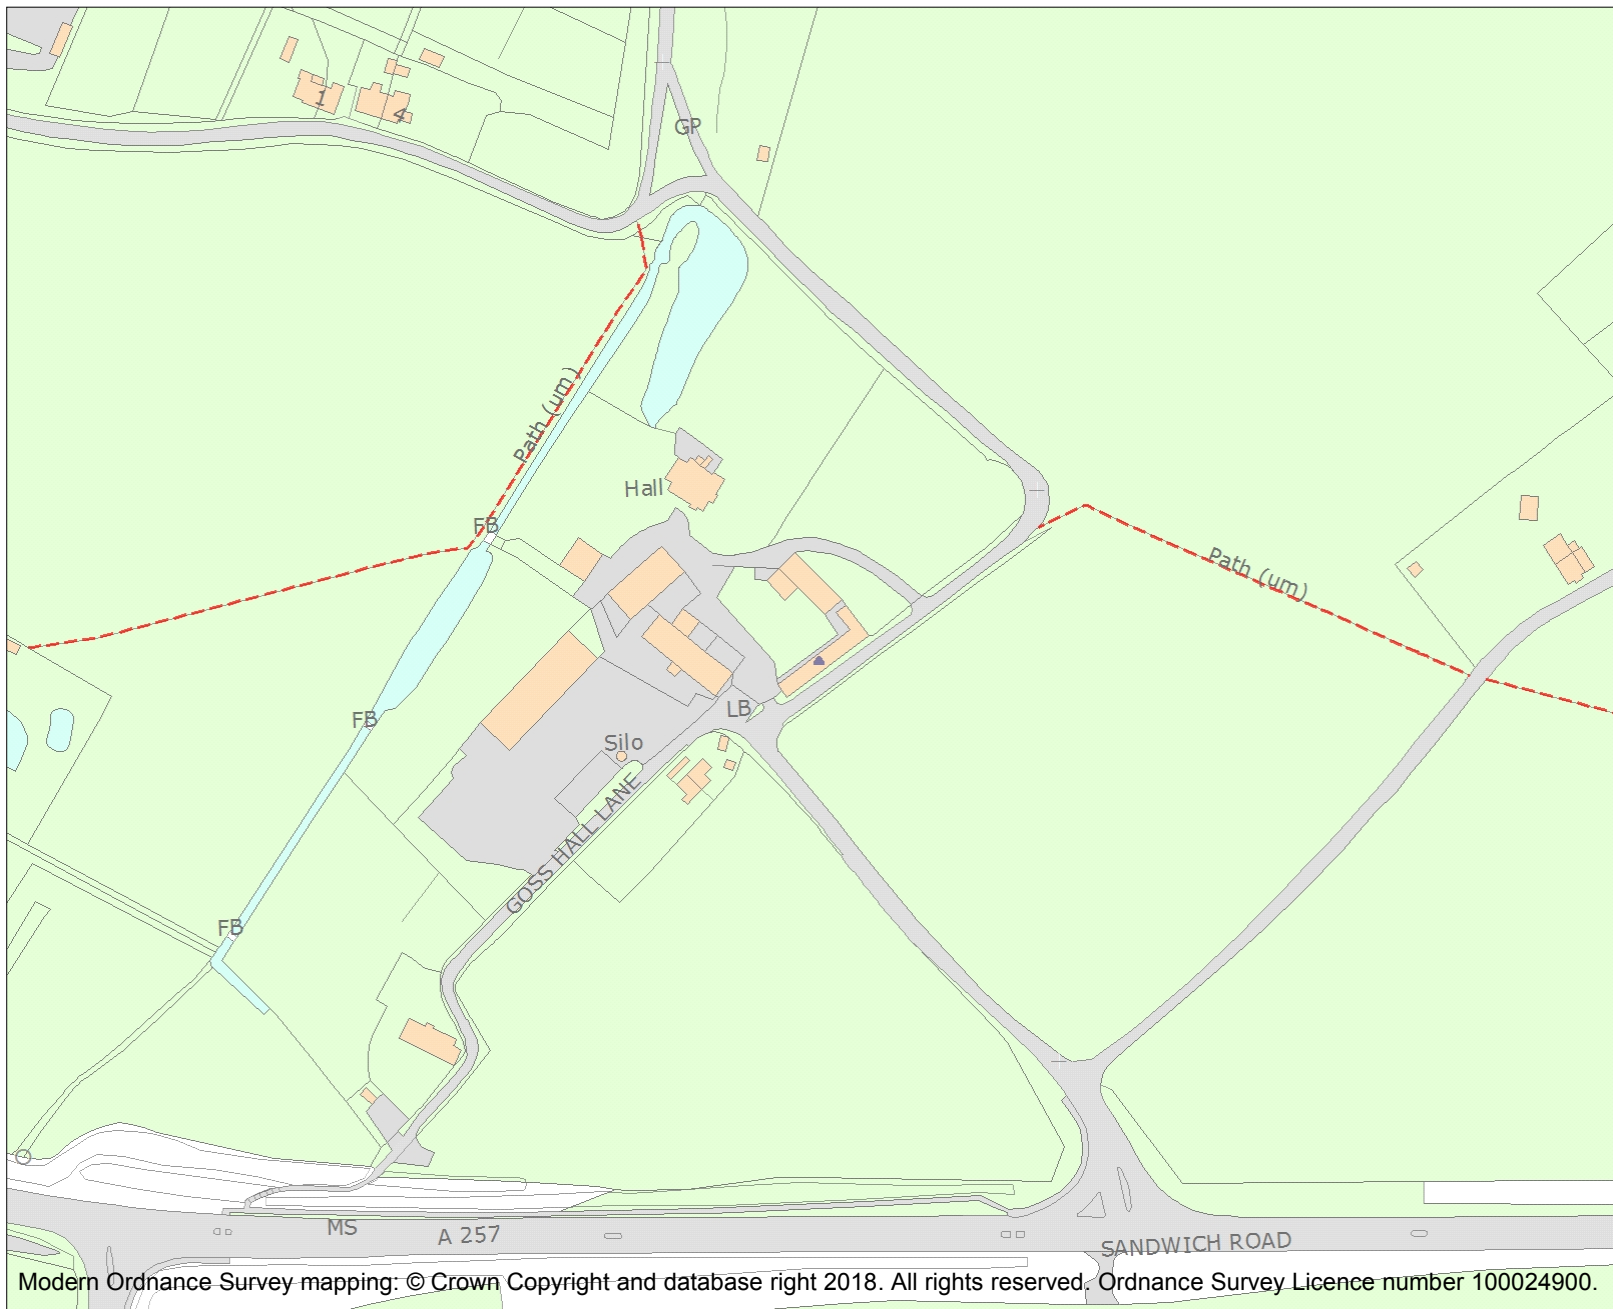 1
4
GP
Path (um)
Hall
FB
Path (um)
FB
LB
Silo
GOSS HALL LANE
FB
MS
A 257
SANDWICH ROAD
Modern Ordnance Survey mapping: © Crown Copyright and database right 2018. All rights reserved. Ordnance Survey Licence number 100024900.